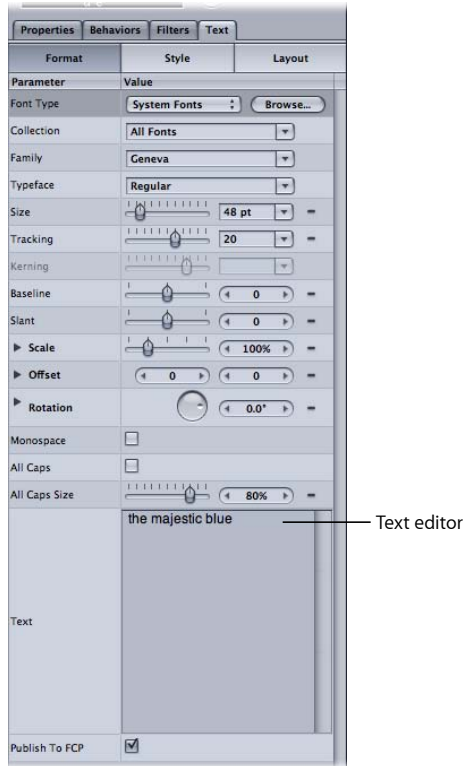 Properties Behaviors Filters Text
Format Style Layout
Parameter Value
Font Type System Fonts Browse...
Collection All Fonts
Family Geneva
Typeface Regular
Size 48 pt
Tracking 20
Kerning
Baseline 0
Slant 0
Scale 100%
Offset 0 0
Rotation 0.0°
Monospace
All Caps
All Caps Size 80%
the majestic blue
Text editor
Text
Publish To FCP